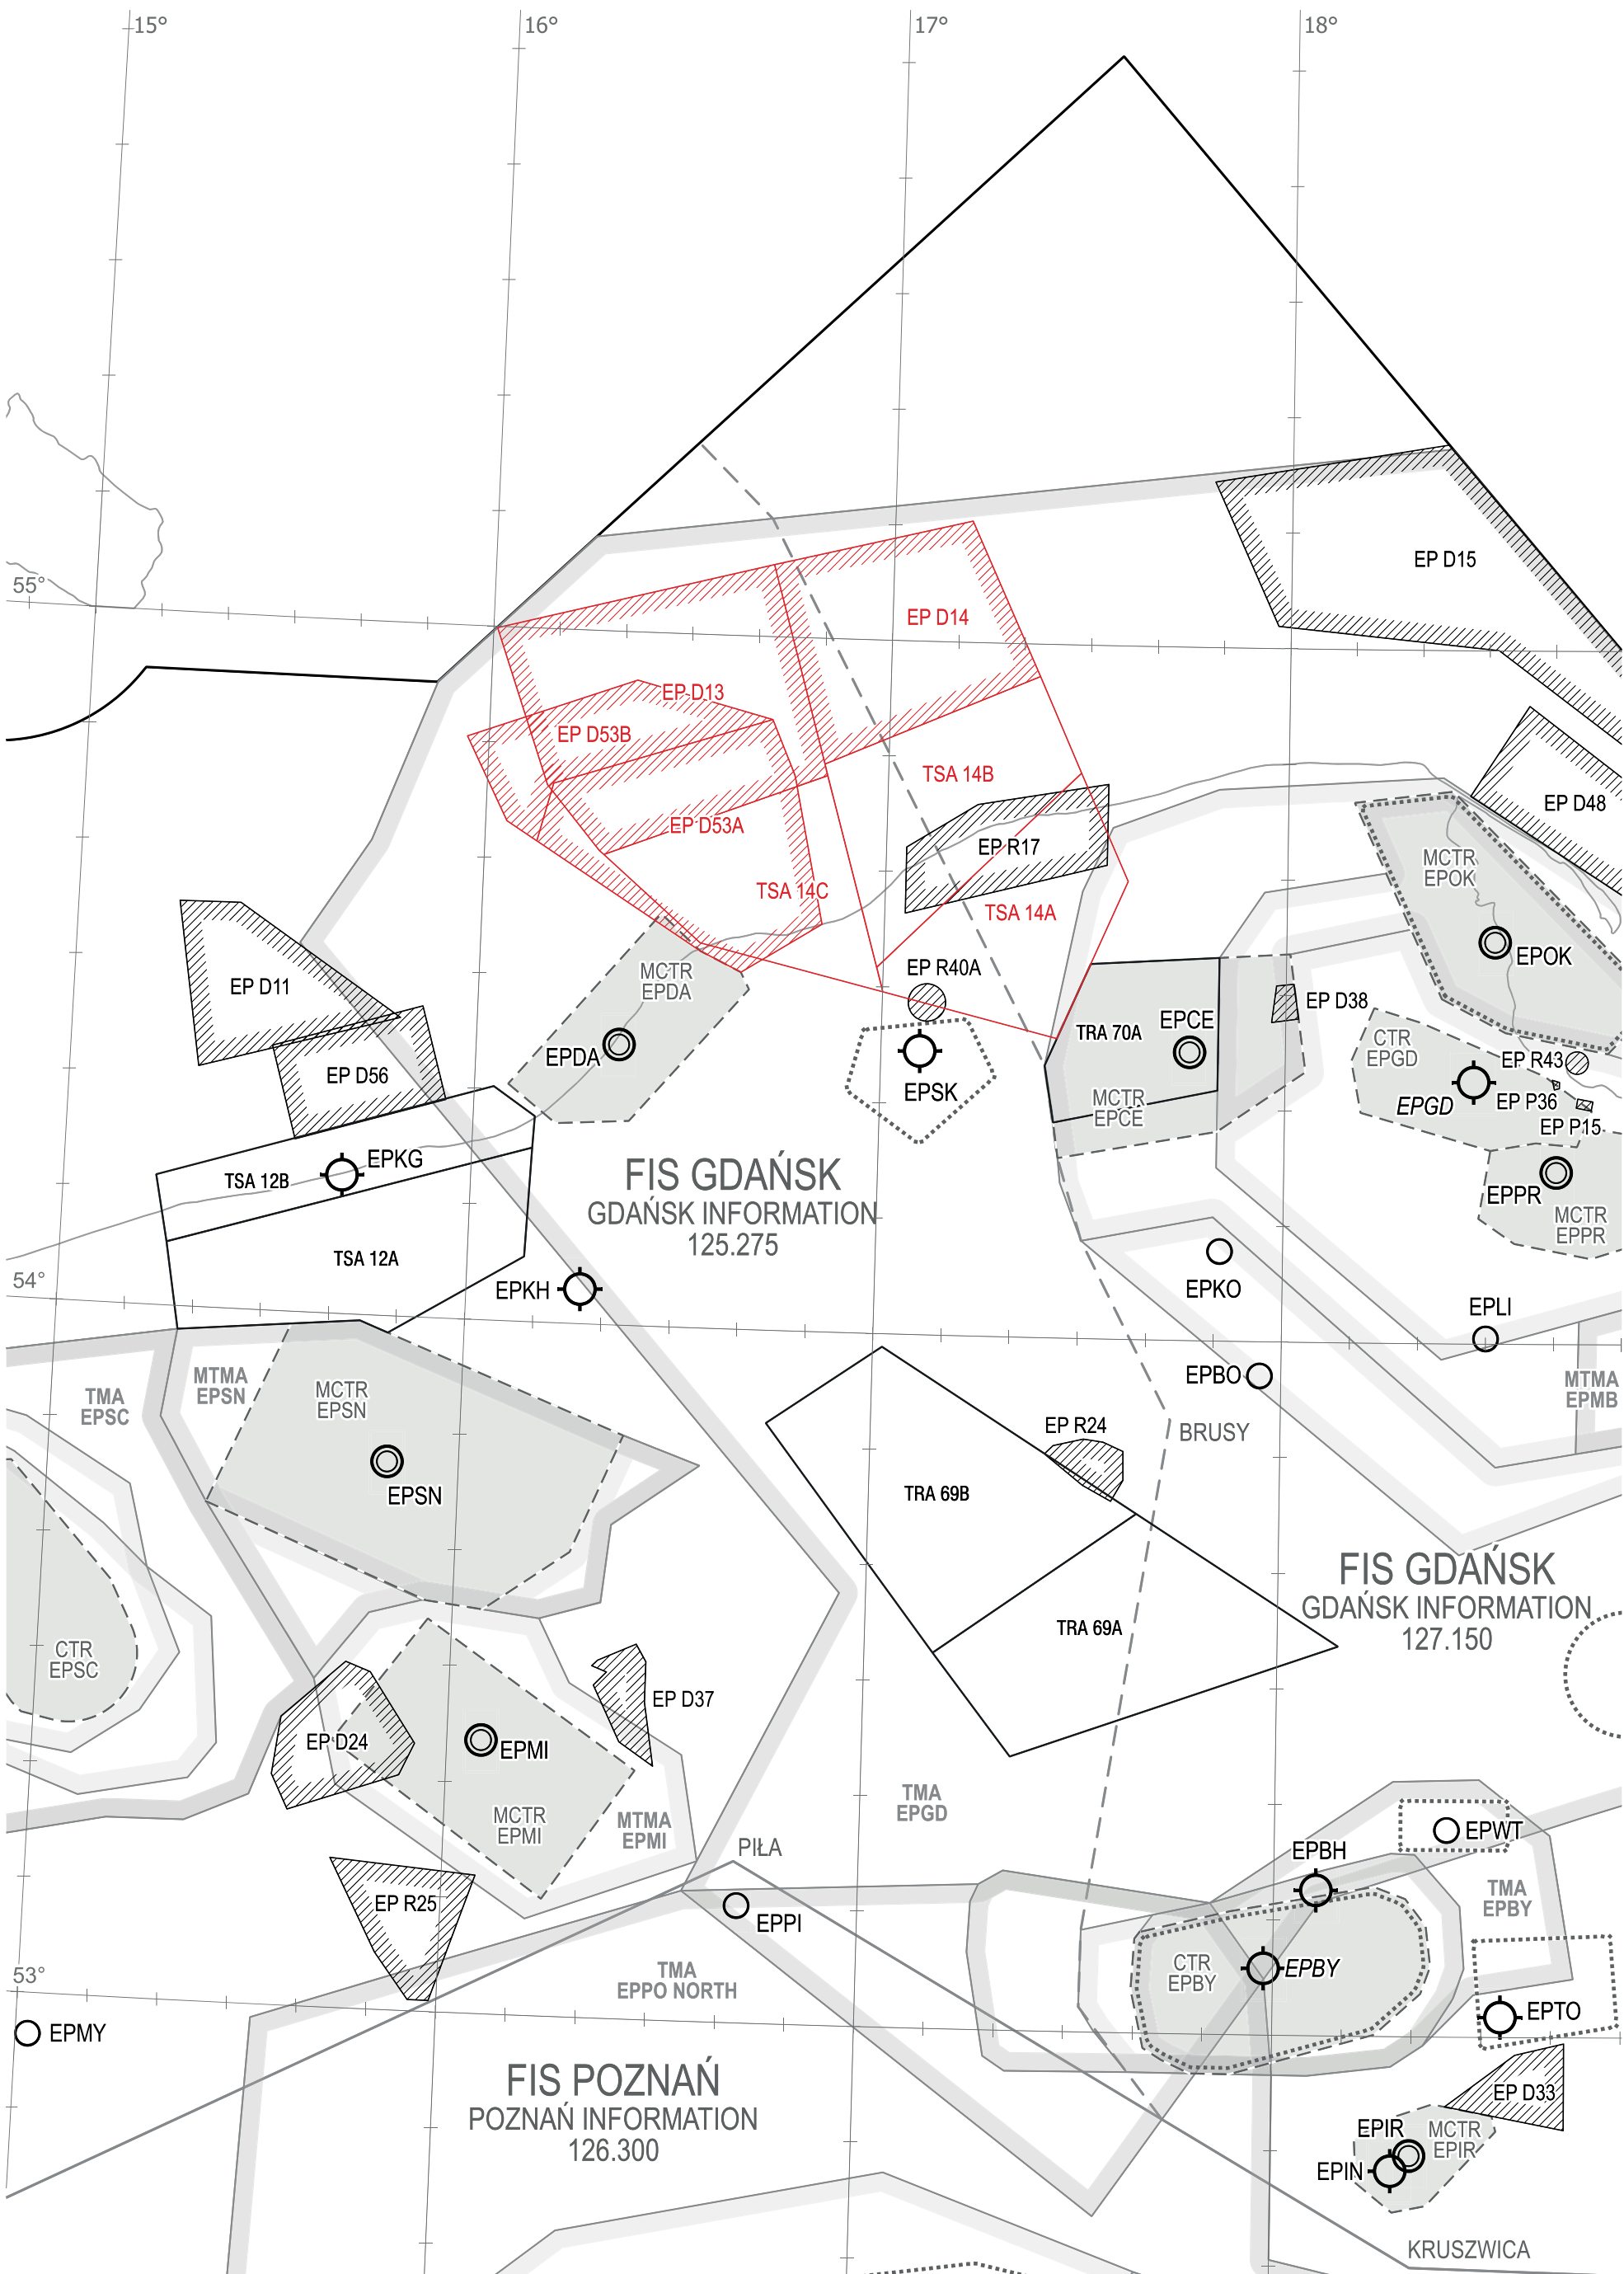 15°
16°
17°
18°
55°
EP D15
EP D14
EP D13
EP D53B
TSA 14B
EP D48
EP D53A
EP R17
MCTR
EPOK
TSA 14C
TSA 14A
EPOK
EP R40A
MCTR
EPDA
EP D11
EP D38
TRA 70A
EPCE
CTR
EPGD
EPDA
EP R43
EP D56
EPSK
MCTR
EPCE
EPGD
EP P36
EP P15
EPKG
TSA 12B
FIS GDAŃSK
GDAŃSK INFORMATION
125.275
EPPR
MCTR
EPPR
TSA 12A
54°
EPKH
EPKO
EPLI
MTMA
EPSN
TMA
EPSC
MCTR
EPSN
EPBO
MTMA
EPMB
EP R24
BRUSY
EPSN
TRA 69B
FIS GDAŃSK
GDAŃSK INFORMATION
127.150
TRA 69A
CTR
EPSC
EP D37
EP D24
EPMI
TMA
EPGD
MCTR
EPMI
MTMA
EPMI
PIŁA
EPWT
EPBH
TMA
EPBY
EP R25
EPPI
CTR
EPBY
EPBY
53°
TMA
EPPO NORTH
EPTO
EPMY
FIS POZNAŃ
POZNAŃ INFORMATION
126.300
EP D33
EPIR
MCTR
EPIR
EPIN
KRUSZWICA